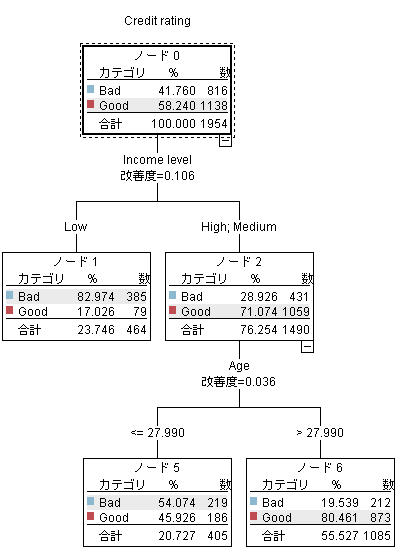 Credit rating
ノード 0
カテゴリ % 数
Bad 41.760 816
Good 58.240 1138
合計 100.000 1954
Income level
改善度=0.106
Low
High; Medium
ノード 1
カテゴリ % 数
Bad 82.974 385
Good 17.026 79
合計 23.746 464
ノード 2
カテゴリ % 数
Bad 28.926 431
Good 71.074 1059
合計 76.254 1490
Age
改善度=0.036
<= 27.990
> 27.990
ノード 5
カテゴリ % 数
Bad 54.074 219
Good 45.926 186
合計 20.727 405
ノード 6
カテゴリ % 数
Bad 19.539 212
Good 80.461 873
合計 55.527 1085